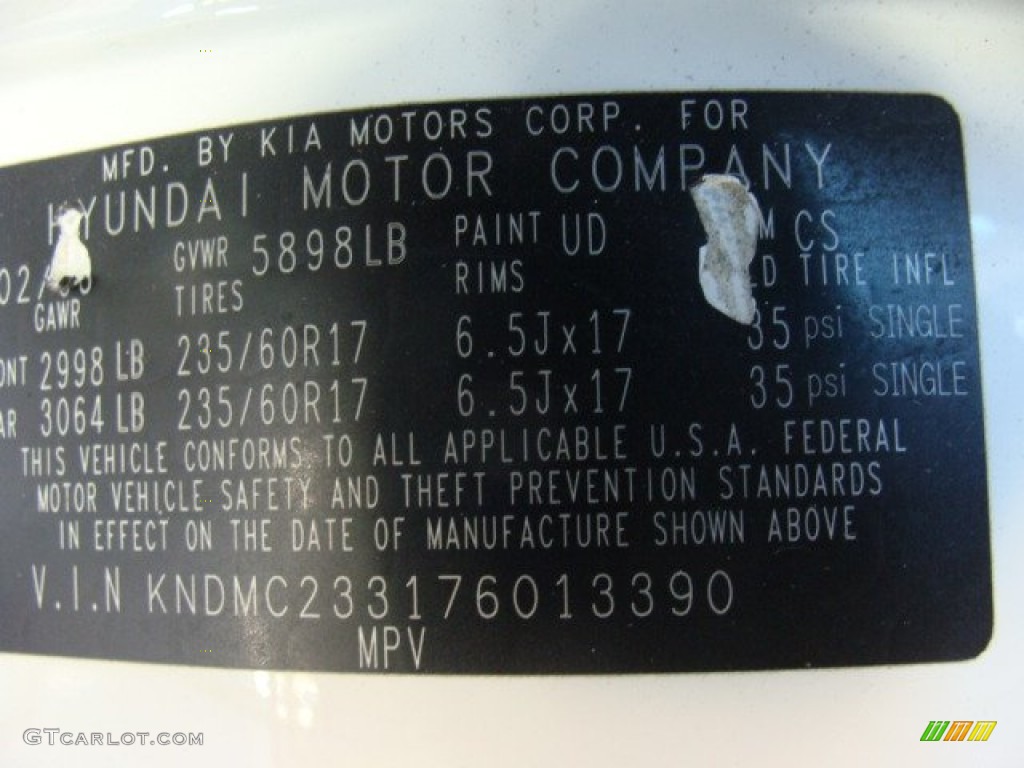 MFD. BY KIA MOTORS CORP. FOR
HYUNDAI MOTOR COMPANY
GVWR 5898LB PAINT UD CS
GAWR TIRES RIMS TIRE INFL
2998 LB 235/60R17 6.5Jx17 35 psi SINGLE
3064 LB 235/60R17 6.5Jx17 35 psi SINGLE
THIS VEHICLE CONFORMS TO ALL APPLICABLE U.S.A. FEDERAL
MOTOR VEHICLE SAFETY AND THEFT PREVENTION STANDARDS
IN EFFECT ON THE DATE OF MANUFACTURE SHOWN ABOVE
V.I.N KNDMC233176013390
MPV
GTCARLOT.COM